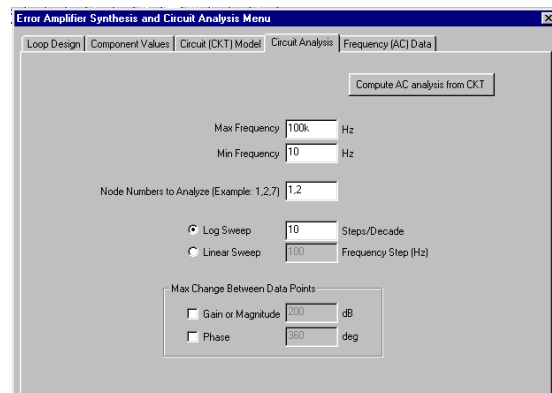 Error Amplifier Synthesis and Circuit Analysis Menu
Loop Design Component Values Circuit (CKT) Model Circuit Analysis Frequency (AC) Data
Compute AC analysis from CKT
Max Frequency 100k Hz
Min Frequency 10 Hz
Node Numbers to Analyze (Example: 1,2,7) 1,2
Log Sweep 10 Steps/Decade
Linear Sweep 100 Frequency Step (Hz)
Max Change Between Data Points
Gain or Magnitude 200 dB
Phase 360 deg